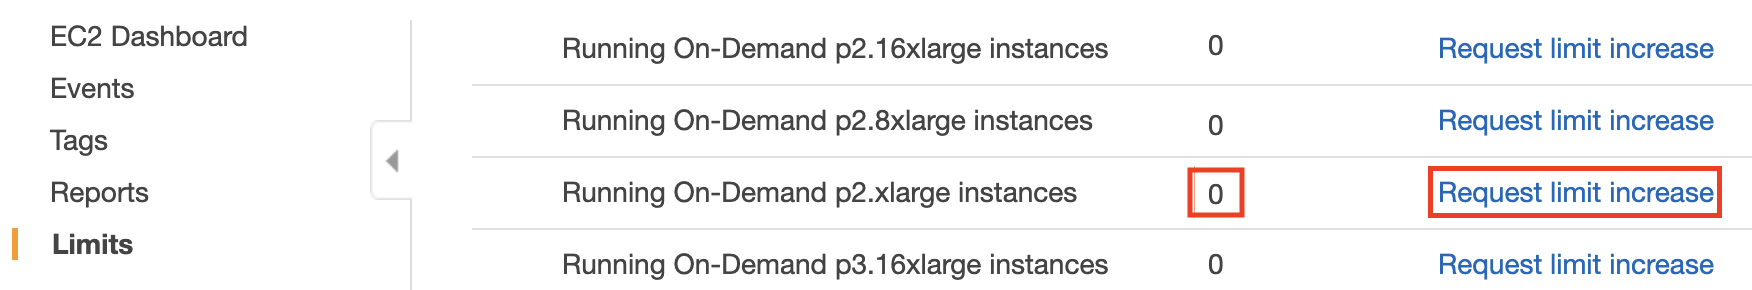 EC2 Dashboard
Events
Tags
Reports
Limits
Running On-Demand p2.16xlarge instances 0 Request limit increase
Running On-Demand p2.8xlarge instances 0 Request limit increase
Running On-Demand p2.xlarge instances 0 Request limit increase
Running On-Demand p3.16xlarge instances 0 Request limit increase